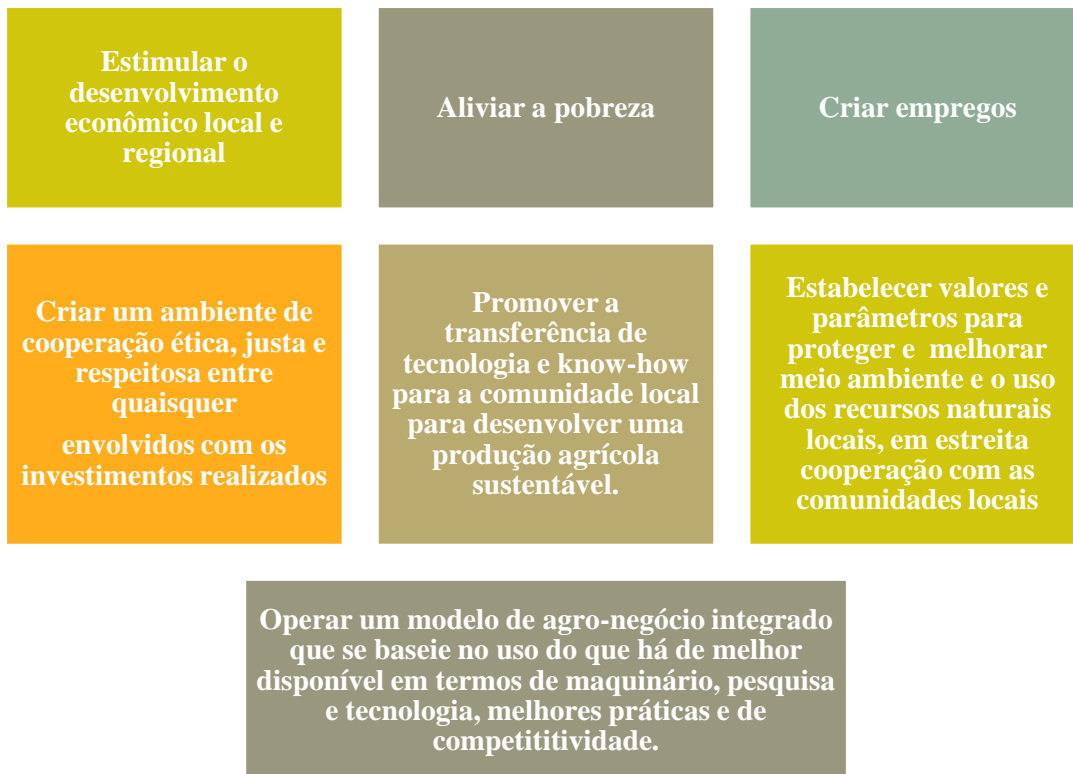 Estimular o
desenvolvimento
econômico local e
regional
Aliviar a pobreza
Criar empregos
Criar um ambiente de
cooperação ética, justa e
respeitosa entre
quaisquer
envolvidos com os
investimentos realizados
Promover a
transferência de
tecnologia e know-how
para a comunidade local
para desenvolver uma
produção agrícola
sustentável.
Estabelecer valores e
parâmetros para
proteger e  melhorar
meio ambiente e o uso
dos recursos naturais
locais, em estreita
cooperação com as
comunidades locais
Operar um modelo de agro-negócio integrado
que se baseie no uso do que há de melhor
disponível em termos de maquinário, pesquisa
e tecnologia, melhores práticas e de
competititividade.